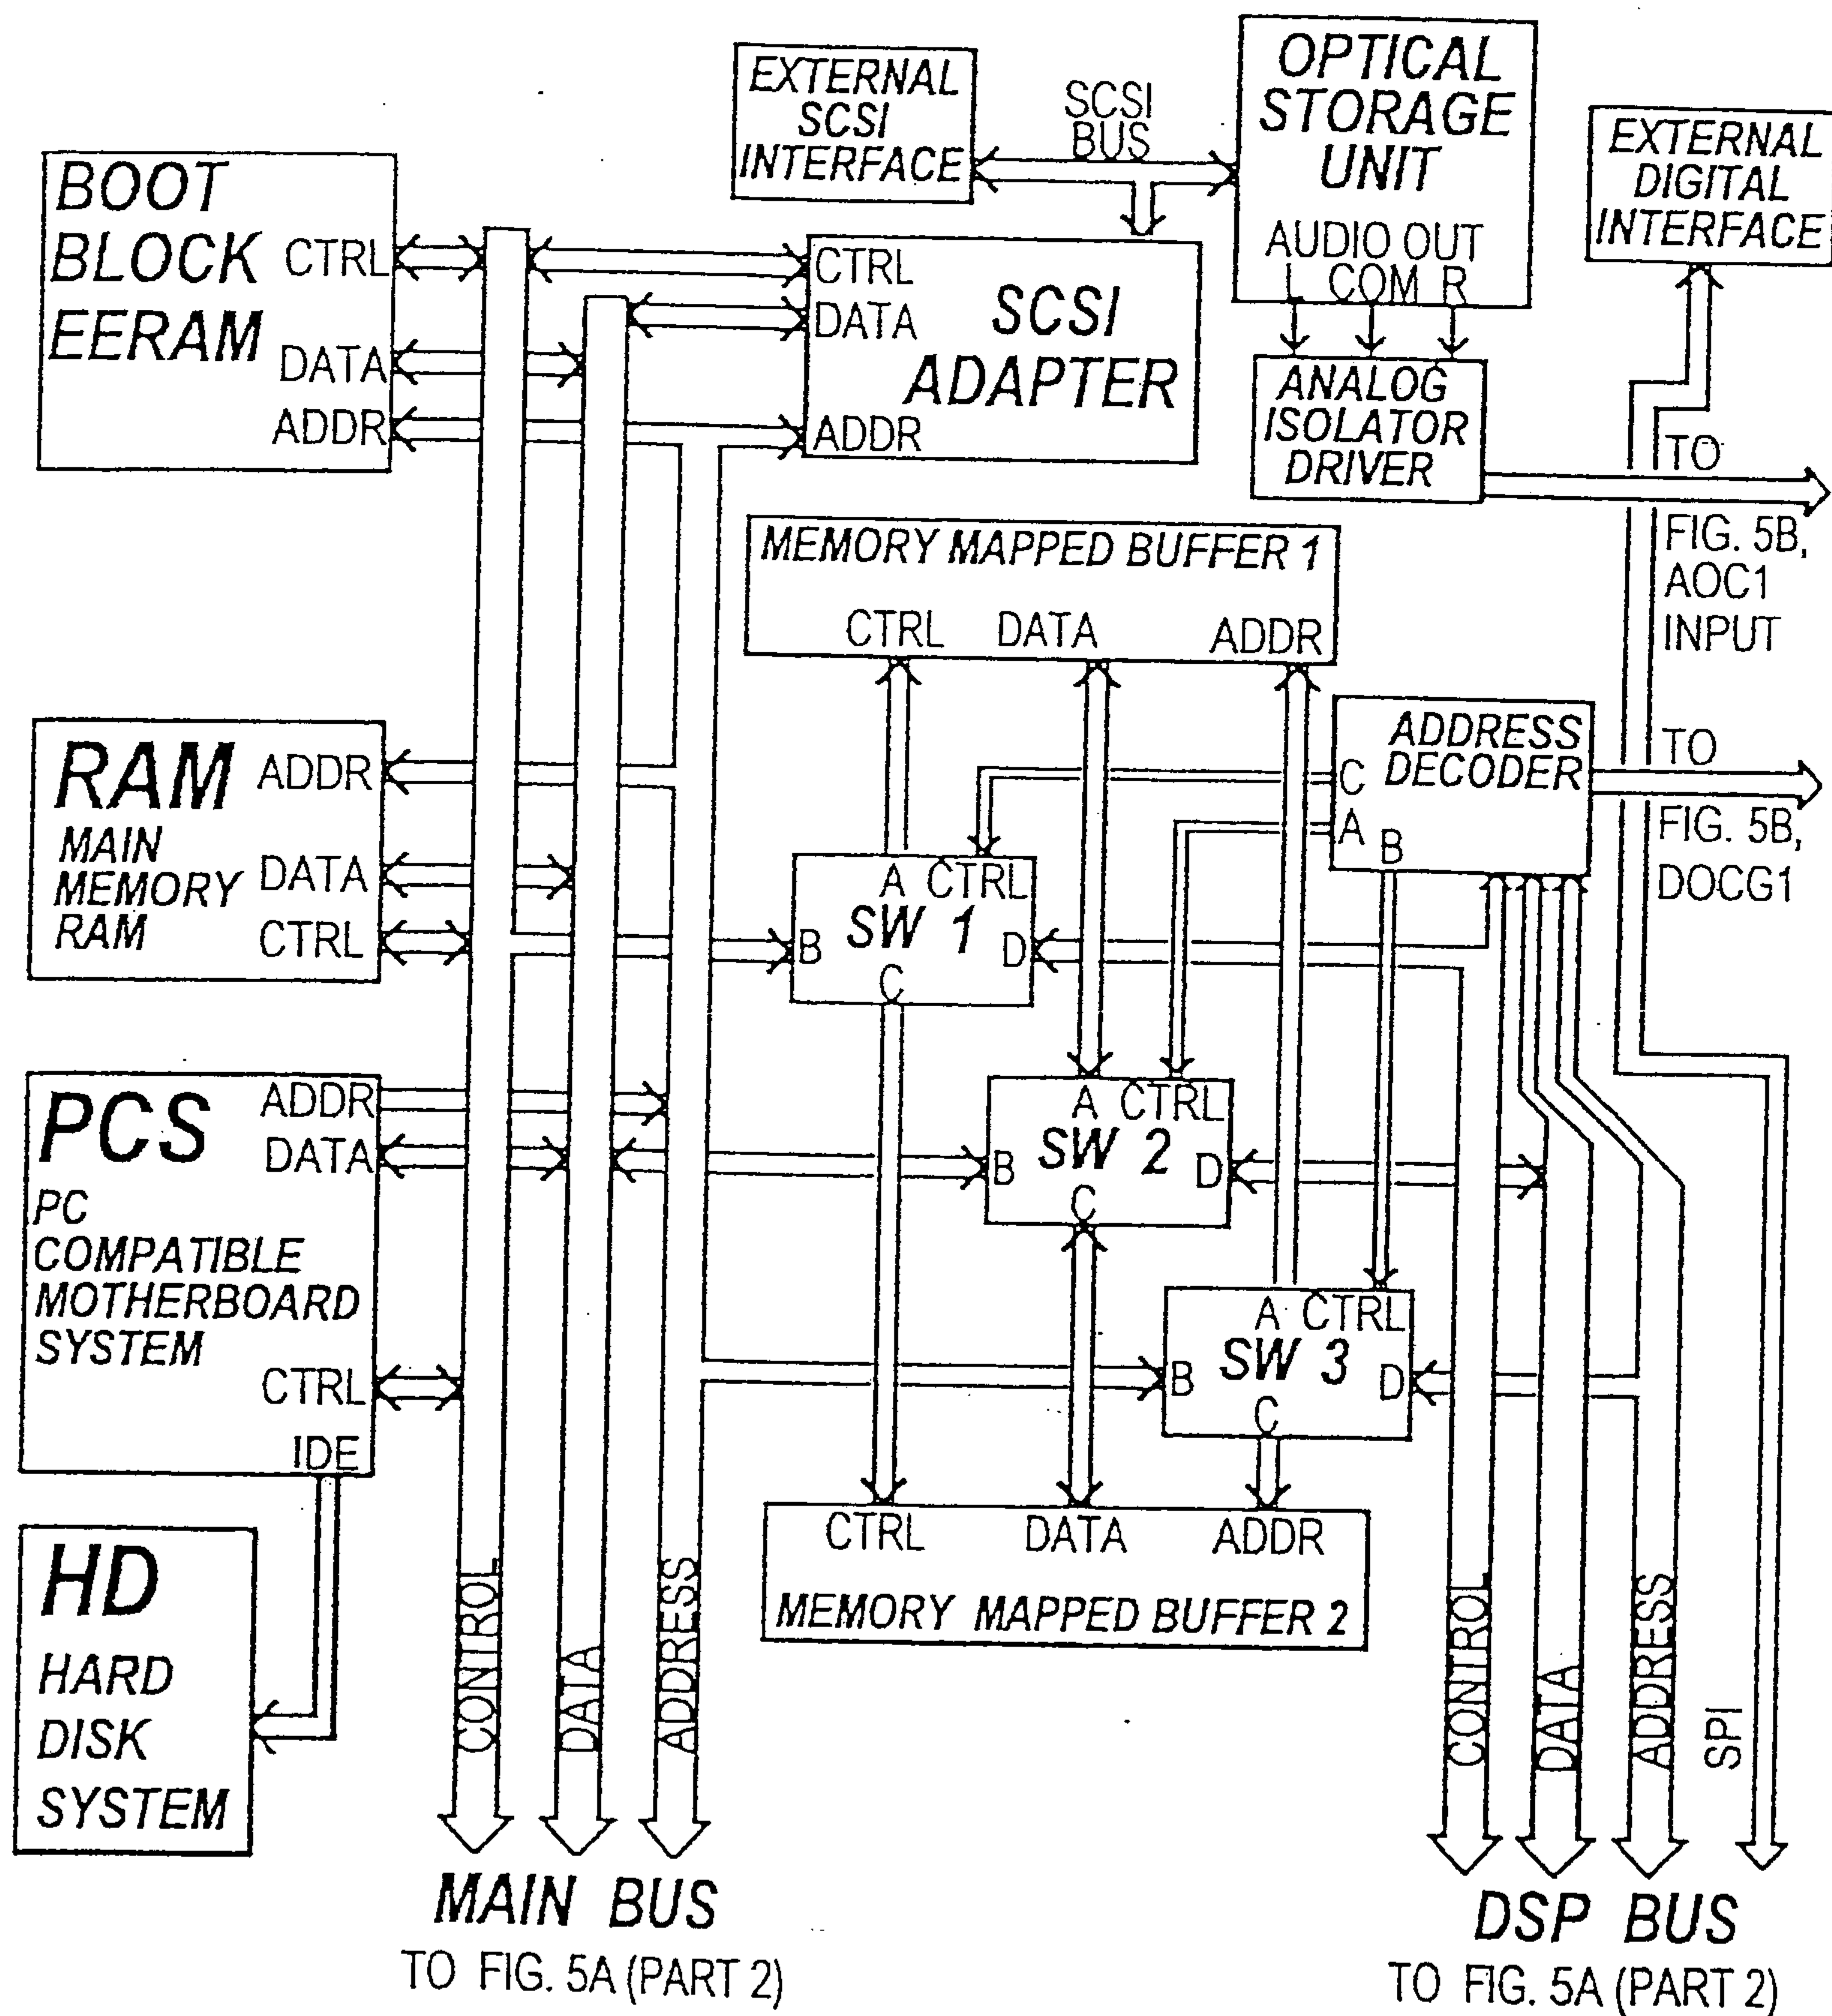 EXTERNAL
SCSI
INTERFACE
SCSI
BUS
OPTICAL
STORAGE
UNIT
AUDIO OUT
L COM R
EXTERNAL
DIGITAL
INTERFACE
BOOT
BLOCK
EERAM
CTRL
DATA
ADDR
CTRL
DATA
ADDR
SCSI
ADAPTER
ANALOG
ISOLATOR
DRIVER
TO
FIG. 5B,
AOC1
INPUT
MEMORY MAPPED BUFFER 1
CTRL DATA ADDR
RAM
MAIN
MEMORY
RAM
ADDR
DATA
CTRL
ADDRESS
DECODER
C
A
B
TO
FIG. 5B,
DOCG1
A CTRL
SW 1
B D
C
PCS
PC
COMPATIBLE
MOTHERBOARD
SYSTEM
ADDR
DATA
CTRL
IDE
A CTRL
SW 2
B D
C
A CTRL
SW 3
B D
C
HD
HARD
DISK
SYSTEM
CTRL DATA ADDR
MEMORY MAPPED BUFFER 2
CONTROL
DATA
ADDRESS
CONTROL
DATA
ADDRESS
SPI
MAIN BUS
TO FIG. 5A (PART 2)
DSP BUS
TO FIG. 5A (PART 2)